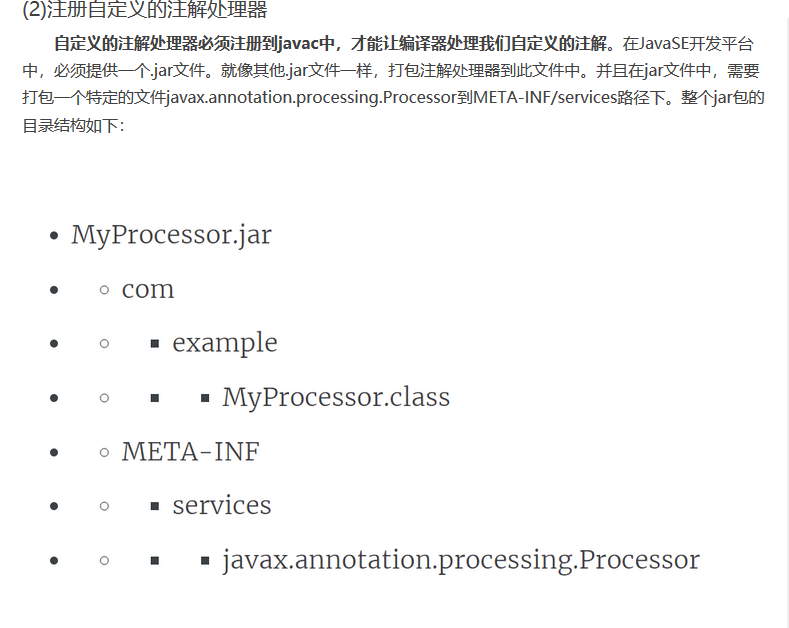 (2)注册自定义的注解处理器
自定义的注解处理器必须注册到javac中，才能让编译器处理我们自定义的注解。在JavaSE开发平台
中，必须提供一个.jar文件。就像其他.jar文件一样，打包注解处理器到此文件中。并且在jar文件中，需要
打包一个特定的文件javax.annotation.processing.Processor到META-INF/services路径下。整个jar包的
目录结构如下：
MyProcessor.jar
com
example
MyProcessor.class
META-INF
services
javax.annotation.processing.Processor